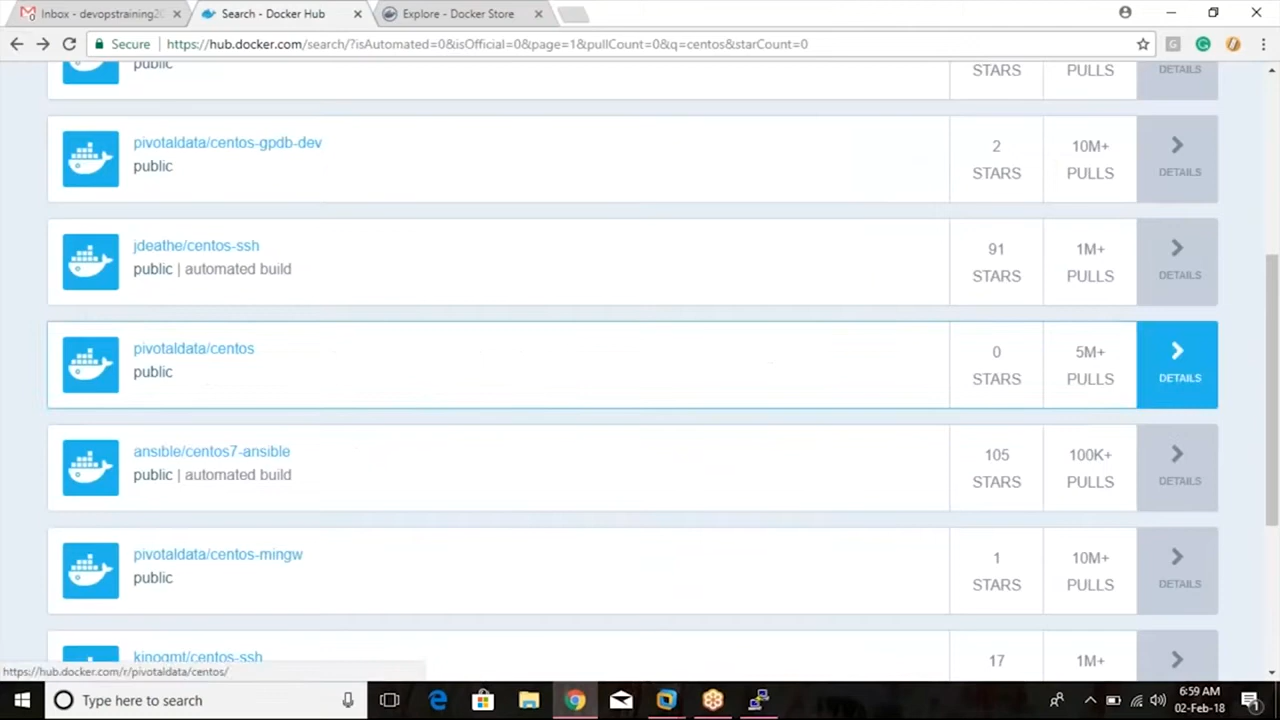 Inbox - devopstraining20
Search - Docker Hub
Explore - Docker Store
Secure
https://hub.docker.com/search/?isAutomated=0&isOfficial=0&page=1&pullCount=0&q=centos&starCount=0
public
STARS
PULLS
DETAILS
pivotaldata/centos-gpdb-dev
public
2
STARS
10M+
PULLS
DETAILS
jdeathe/centos-ssh
public | automated build
91
STARS
1M+
PULLS
DETAILS
pivotaldata/centos
public
0
STARS
5M+
PULLS
DETAILS
ansible/centos7-ansible
public | automated build
105
STARS
100K+
PULLS
DETAILS
pivotaldata/centos-mingw
public
1
STARS
10M+
PULLS
DETAILS
kinogmt/centos-ssh
17
1M+
https://hub.docker.com/r/pivotaldata/centos/
Type here to search
6:59 AM
02-Feb-18
1